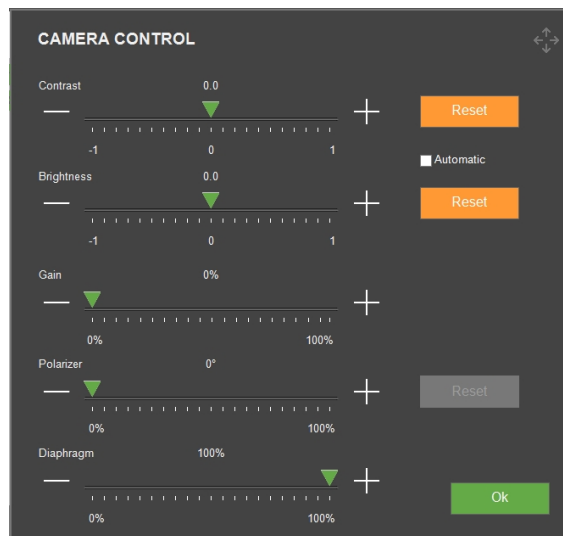 CAMERA CONTROL
Contrast 0.0
Reset
-1 0 1
Automatic
Brightness 0.0
Reset
-1 0 1
Gain 0%
0% 100%
Polarizer 0°
Reset
0% 100%
Diaphragm 100%
Ok
0% 100%